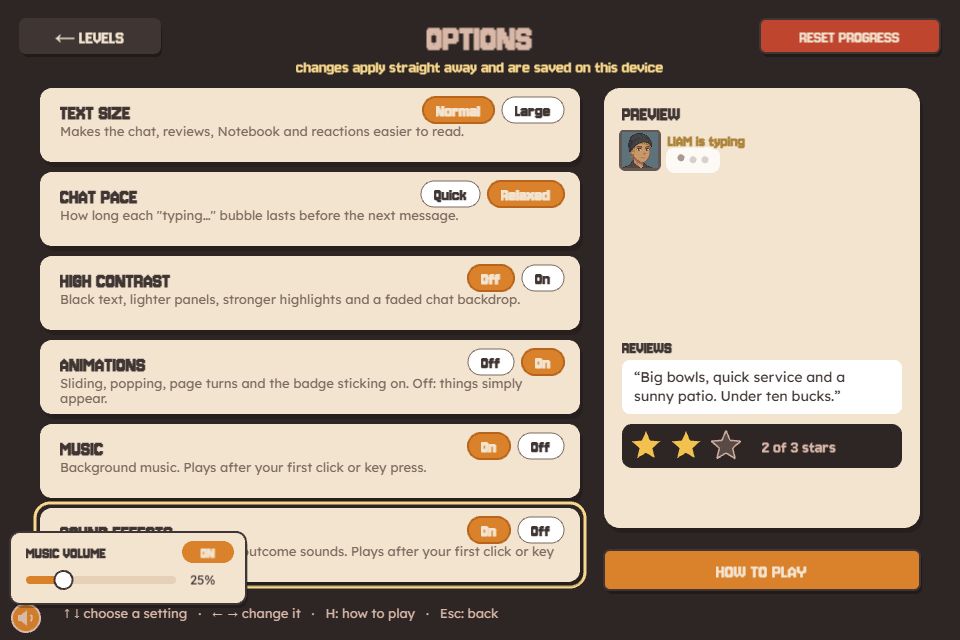 ← LEVELS
OPTIONS
RESET PROGRESS
changes apply straight away and are saved on this device
TEXT SIZE
Normal
Large
Makes the chat, reviews, Notebook and reactions easier to read.
CHAT PACE
Quick
Relaxed
How long each "typing…" bubble lasts before the next message.
HIGH CONTRAST
Off
On
Black text, lighter panels, stronger highlights and a faded chat backdrop.
ANIMATIONS
Off
On
Sliding, popping, page turns and the badge sticking on. Off: things simply
appear.
MUSIC
On
Off
Background music. Plays after your first click or key press.
SOUND EFFECTS
On
Off
outcome sounds. Plays after your first click or key
MUSIC VOLUME
ON
25%
↑↓ choose a setting · ←→ change it · H: how to play · Esc: back
PREVIEW
LIAM is typing
REVIEWS
“Big bowls, quick service and a
sunny patio. Under ten bucks.”
2 of 3 stars
HOW TO PLAY